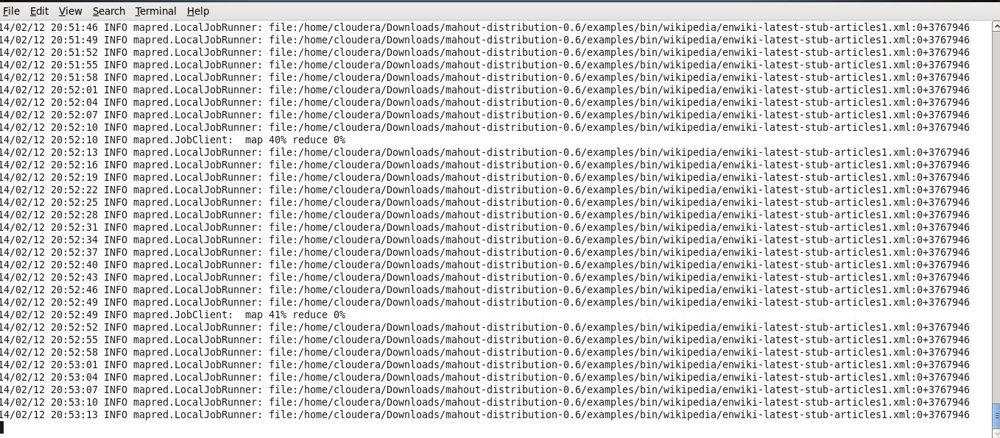 File Edit View Search Terminal Help
14/02/12 20:51:46 INFO mapred.LocalJobRunner: file:/home/cloudera/Downloads/mahout-distribution-0.6/examples/bin/wikipedia/enwiki-latest-stub-articles1.xml:0+3767946
14/02/12 20:51:49 INFO mapred.LocalJobRunner: file:/home/cloudera/Downloads/mahout-distribution-0.6/examples/bin/wikipedia/enwiki-latest-stub-articles1.xml:0+3767946
14/02/12 20:51:52 INFO mapred.LocalJobRunner: file:/home/cloudera/Downloads/mahout-distribution-0.6/examples/bin/wikipedia/enwiki-latest-stub-articles1.xml:0+3767946
14/02/12 20:51:55 INFO mapred.LocalJobRunner: file:/home/cloudera/Downloads/mahout-distribution-0.6/examples/bin/wikipedia/enwiki-latest-stub-articles1.xml:0+3767946
14/02/12 20:51:58 INFO mapred.LocalJobRunner: file:/home/cloudera/Downloads/mahout-distribution-0.6/examples/bin/wikipedia/enwiki-latest-stub-articles1.xml:0+3767946
14/02/12 20:52:01 INFO mapred.LocalJobRunner: file:/home/cloudera/Downloads/mahout-distribution-0.6/examples/bin/wikipedia/enwiki-latest-stub-articles1.xml:0+3767946
14/02/12 20:52:04 INFO mapred.LocalJobRunner: file:/home/cloudera/Downloads/mahout-distribution-0.6/examples/bin/wikipedia/enwiki-latest-stub-articles1.xml:0+3767946
14/02/12 20:52:07 INFO mapred.LocalJobRunner: file:/home/cloudera/Downloads/mahout-distribution-0.6/examples/bin/wikipedia/enwiki-latest-stub-articles1.xml:0+3767946
14/02/12 20:52:10 INFO mapred.LocalJobRunner: file:/home/cloudera/Downloads/mahout-distribution-0.6/examples/bin/wikipedia/enwiki-latest-stub-articles1.xml:0+3767946
14/02/12 20:52:10 INFO mapred.JobClient:  map 40% reduce 0%
14/02/12 20:52:13 INFO mapred.LocalJobRunner: file:/home/cloudera/Downloads/mahout-distribution-0.6/examples/bin/wikipedia/enwiki-latest-stub-articles1.xml:0+3767946
14/02/12 20:52:16 INFO mapred.LocalJobRunner: file:/home/cloudera/Downloads/mahout-distribution-0.6/examples/bin/wikipedia/enwiki-latest-stub-articles1.xml:0+3767946
14/02/12 20:52:19 INFO mapred.LocalJobRunner: file:/home/cloudera/Downloads/mahout-distribution-0.6/examples/bin/wikipedia/enwiki-latest-stub-articles1.xml:0+3767946
14/02/12 20:52:22 INFO mapred.LocalJobRunner: file:/home/cloudera/Downloads/mahout-distribution-0.6/examples/bin/wikipedia/enwiki-latest-stub-articles1.xml:0+3767946
14/02/12 20:52:25 INFO mapred.LocalJobRunner: file:/home/cloudera/Downloads/mahout-distribution-0.6/examples/bin/wikipedia/enwiki-latest-stub-articles1.xml:0+3767946
14/02/12 20:52:28 INFO mapred.LocalJobRunner: file:/home/cloudera/Downloads/mahout-distribution-0.6/examples/bin/wikipedia/enwiki-latest-stub-articles1.xml:0+3767946
14/02/12 20:52:31 INFO mapred.LocalJobRunner: file:/home/cloudera/Downloads/mahout-distribution-0.6/examples/bin/wikipedia/enwiki-latest-stub-articles1.xml:0+3767946
14/02/12 20:52:34 INFO mapred.LocalJobRunner: file:/home/cloudera/Downloads/mahout-distribution-0.6/examples/bin/wikipedia/enwiki-latest-stub-articles1.xml:0+3767946
14/02/12 20:52:37 INFO mapred.LocalJobRunner: file:/home/cloudera/Downloads/mahout-distribution-0.6/examples/bin/wikipedia/enwiki-latest-stub-articles1.xml:0+3767946
14/02/12 20:52:40 INFO mapred.LocalJobRunner: file:/home/cloudera/Downloads/mahout-distribution-0.6/examples/bin/wikipedia/enwiki-latest-stub-articles1.xml:0+3767946
14/02/12 20:52:43 INFO mapred.LocalJobRunner: file:/home/cloudera/Downloads/mahout-distribution-0.6/examples/bin/wikipedia/enwiki-latest-stub-articles1.xml:0+3767946
14/02/12 20:52:46 INFO mapred.LocalJobRunner: file:/home/cloudera/Downloads/mahout-distribution-0.6/examples/bin/wikipedia/enwiki-latest-stub-articles1.xml:0+3767946
14/02/12 20:52:49 INFO mapred.LocalJobRunner: file:/home/cloudera/Downloads/mahout-distribution-0.6/examples/bin/wikipedia/enwiki-latest-stub-articles1.xml:0+3767946
14/02/12 20:52:49 INFO mapred.JobClient:  map 41% reduce 0%
14/02/12 20:52:52 INFO mapred.LocalJobRunner: file:/home/cloudera/Downloads/mahout-distribution-0.6/examples/bin/wikipedia/enwiki-latest-stub-articles1.xml:0+3767946
14/02/12 20:52:55 INFO mapred.LocalJobRunner: file:/home/cloudera/Downloads/mahout-distribution-0.6/examples/bin/wikipedia/enwiki-latest-stub-articles1.xml:0+3767946
14/02/12 20:52:58 INFO mapred.LocalJobRunner: file:/home/cloudera/Downloads/mahout-distribution-0.6/examples/bin/wikipedia/enwiki-latest-stub-articles1.xml:0+3767946
14/02/12 20:53:01 INFO mapred.LocalJobRunner: file:/home/cloudera/Downloads/mahout-distribution-0.6/examples/bin/wikipedia/enwiki-latest-stub-articles1.xml:0+3767946
14/02/12 20:53:04 INFO mapred.LocalJobRunner: file:/home/cloudera/Downloads/mahout-distribution-0.6/examples/bin/wikipedia/enwiki-latest-stub-articles1.xml:0+3767946
14/02/12 20:53:07 INFO mapred.LocalJobRunner: file:/home/cloudera/Downloads/mahout-distribution-0.6/examples/bin/wikipedia/enwiki-latest-stub-articles1.xml:0+3767946
14/02/12 20:53:10 INFO mapred.LocalJobRunner: file:/home/cloudera/Downloads/mahout-distribution-0.6/examples/bin/wikipedia/enwiki-latest-stub-articles1.xml:0+3767946
14/02/12 20:53:13 INFO mapred.LocalJobRunner: file:/home/cloudera/Downloads/mahout-distribution-0.6/examples/bin/wikipedia/enwiki-latest-stub-articles1.xml:0+3767946